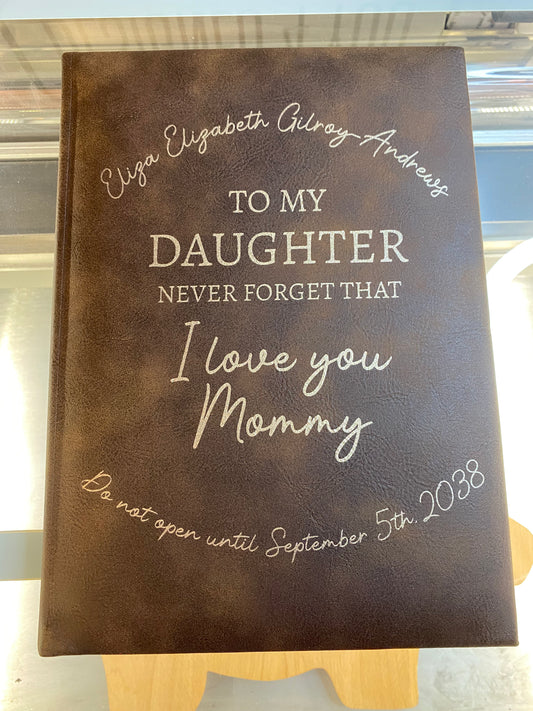 Eliza Elizabeth Gilroy-Andrews
TO MY
DAUGHTER
NEVER FORGET THAT
I love you
Mommy
Do not open until September 5th, 2038